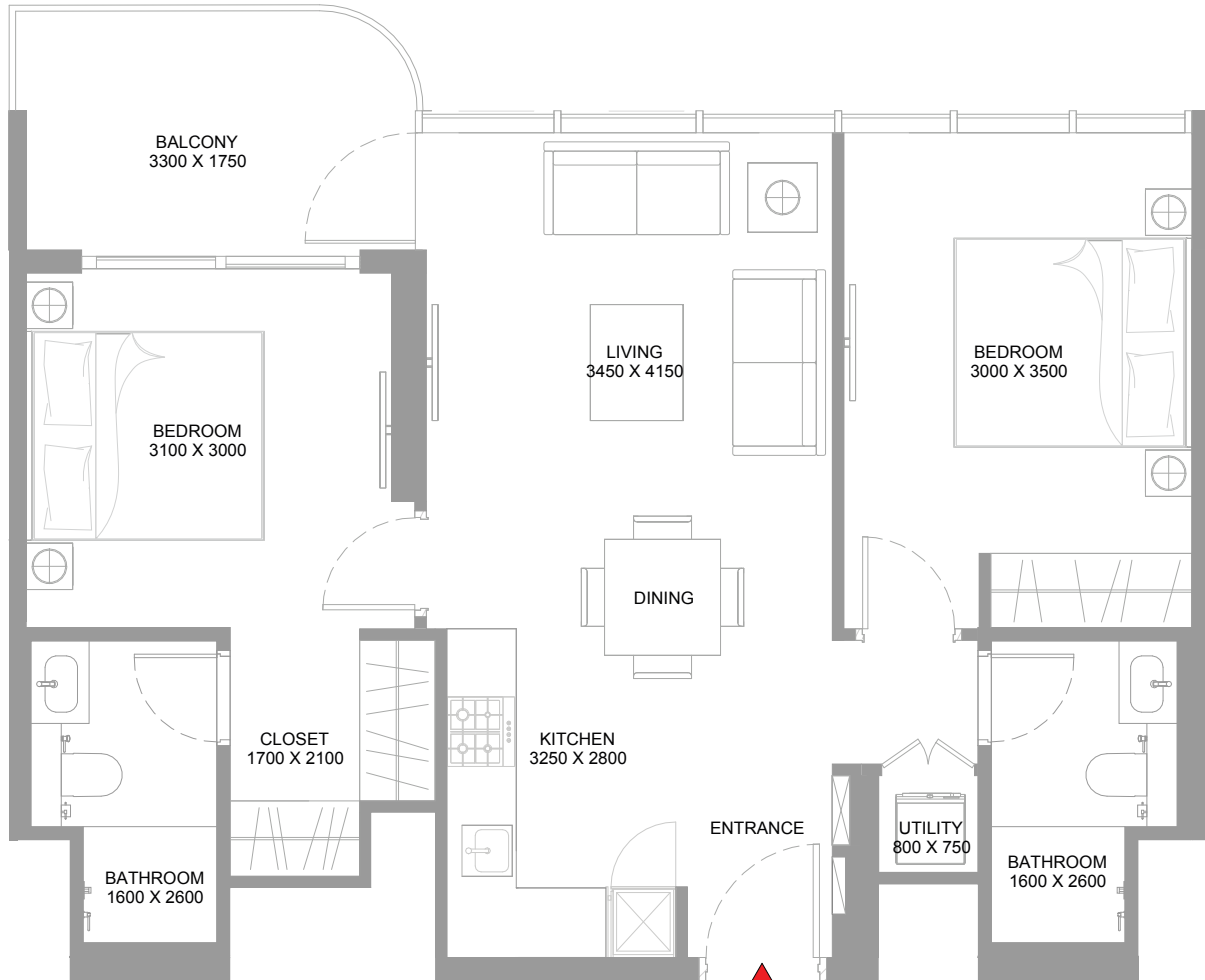 BALCONY
3300 X 1750
LIVING
3450 X 4150
BEDROOM
3000 X 3500
BEDROOM
3100 X 3000
DINING
CLOSET
1700 X 2100
KITCHEN
3250 X 2800
ENTRANCE
UTILITY
800 X 750
BATHROOM
1600 X 2600
BATHROOM
1600 X 2600